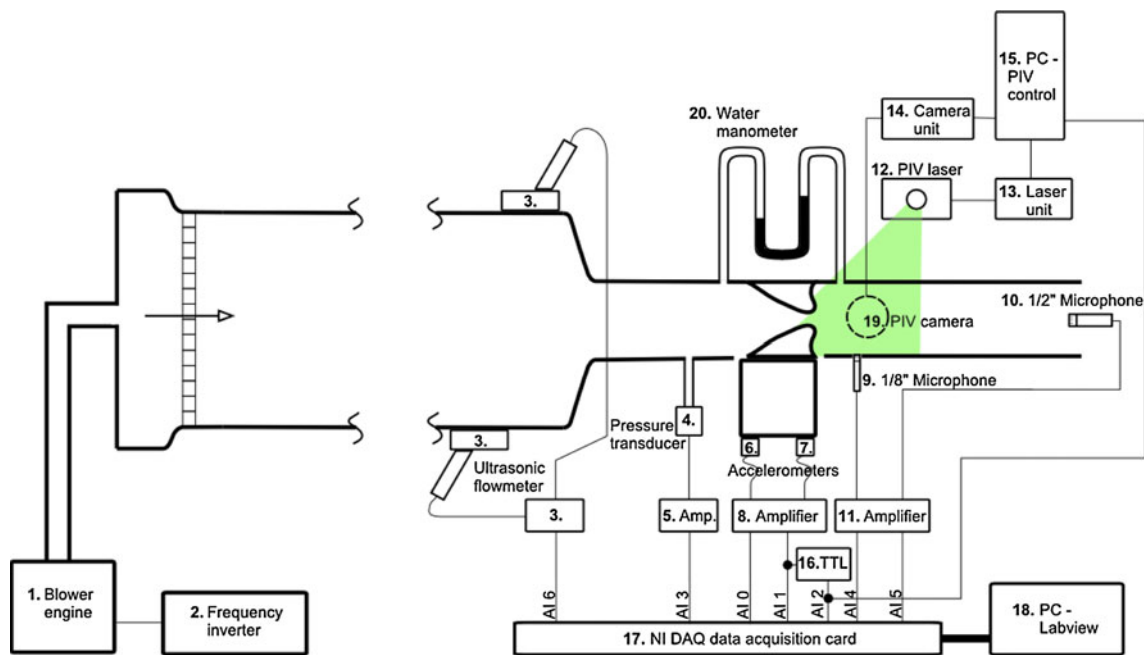 15. PC -
PIV
control
20. Water
manometer
14. Camera
unit
12. PIV laser
13. Laser
unit
3.
10. 1/2" Microphone
19. PIV camera
9. 1/8" Microphone
Pressure
transducer
4.
3.
Ultrasonic
flowmeter
6.
7.
Accelerometers
3.
5. Amp.
8. Amplifier
11. Amplifier
16.TTL
1. Blower
engine
2. Frequency
inverter
AI 6
AI 3
AI 0
AI 1
AI 2
AI 4
AI 5
17. NI DAQ data acquisition card
18. PC -
Labview